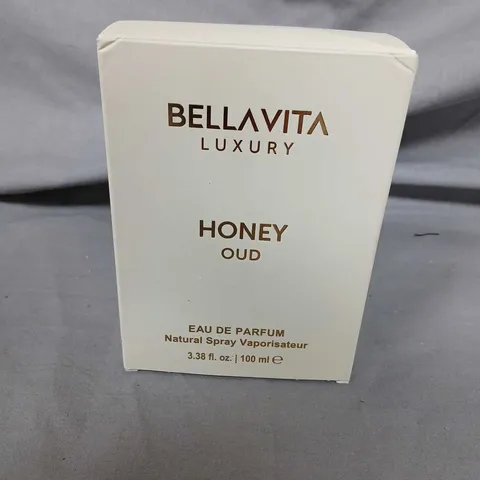 BELLAVITA
LUXURY
HONEY
OUD
EAU DE PARFUM
Natural Spray Vaporisateur
3.38 fl. oz. | 100 ml ℮